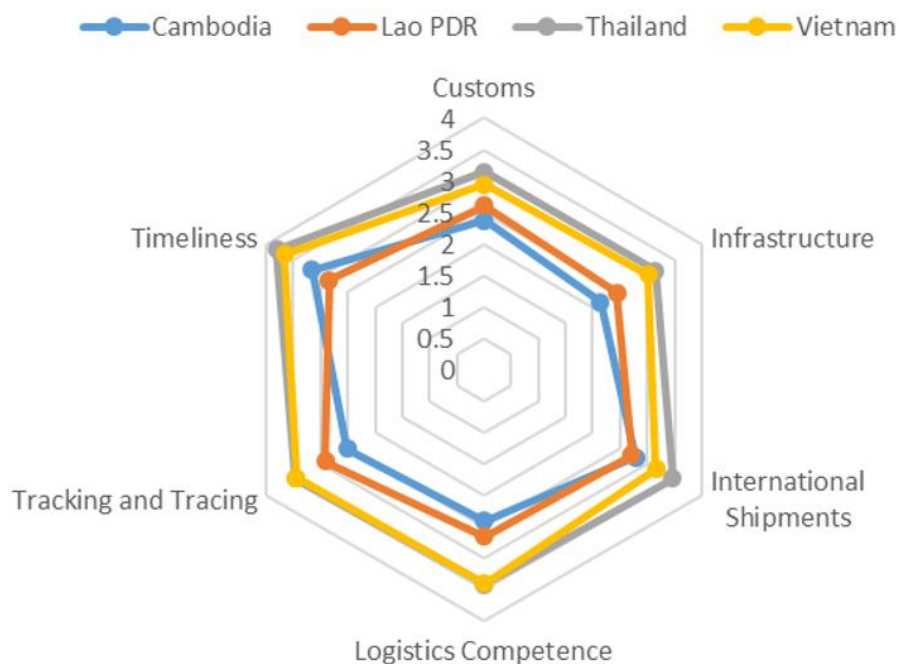 Cambodia Lao PDR Thailand Vietnam
Customs
4
3.5
3
2.5
2
1.5
1
0.5
0
Timeliness
Infrastructure
Tracking and Tracing
International
Shipments
Logistics Competence